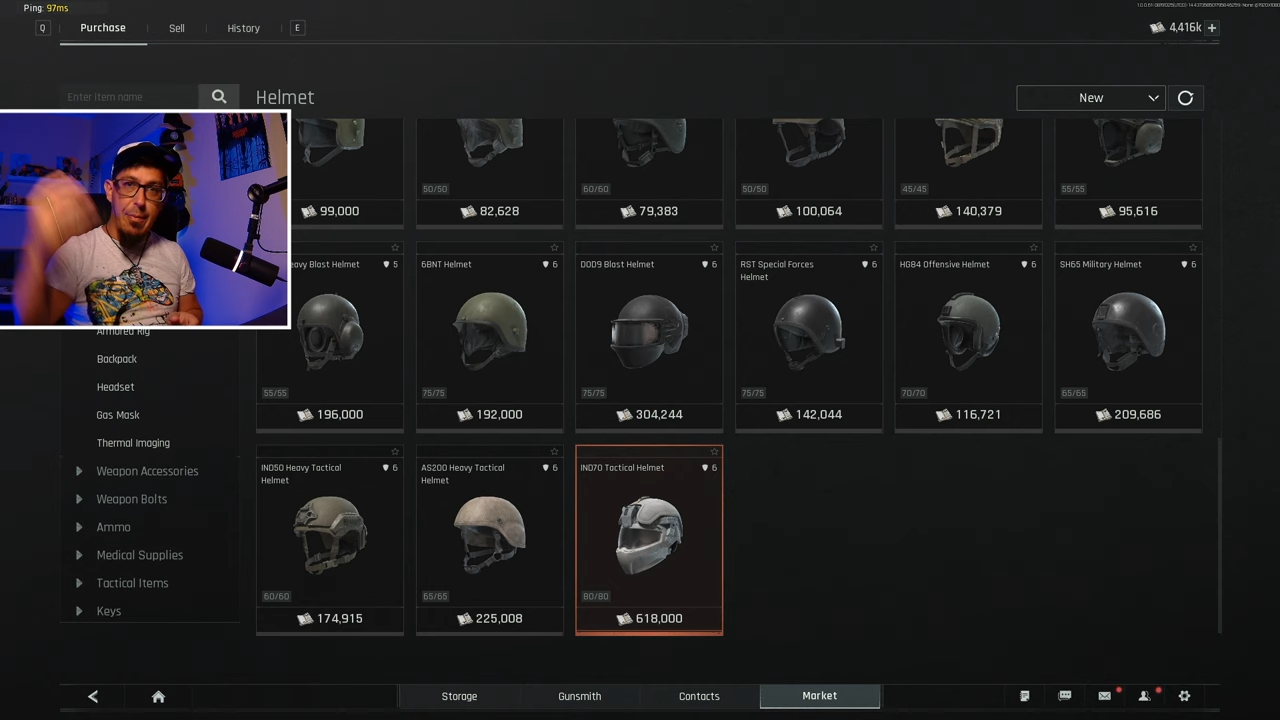 Ping: 97ms
Q
Purchase
Sell
History
E
4,416k
Enter item name
Helmet
New
50/50
60/60
50/50
45/45
55/55
99,000
82,628
79,383
100,064
140,379
95,616
eavy Blast Helmet
5
6BNT Helmet
6
DOD9 Blast Helmet
6
RST Special Forces
Helmet
6
HG84 Offensive Helmet
6
SH65 Military Helmet
6
55/55
75/75
75/75
75/75
70/70
65/65
196,000
192,000
304,244
142,044
116,721
209,686
IND50 Heavy Tactical
Helmet
6
AS200 Heavy Tactical
Helmet
6
IND70 Tactical Helmet
6
60/60
65/65
80/80
174,915
225,008
618,000
Armored Rig
Backpack
Headset
Gas Mask
Thermal Imaging
Weapon Accessories
Weapon Bolts
Ammo
Medical Supplies
Tactical Items
Keys
Storage
Gunsmith
Contacts
Market